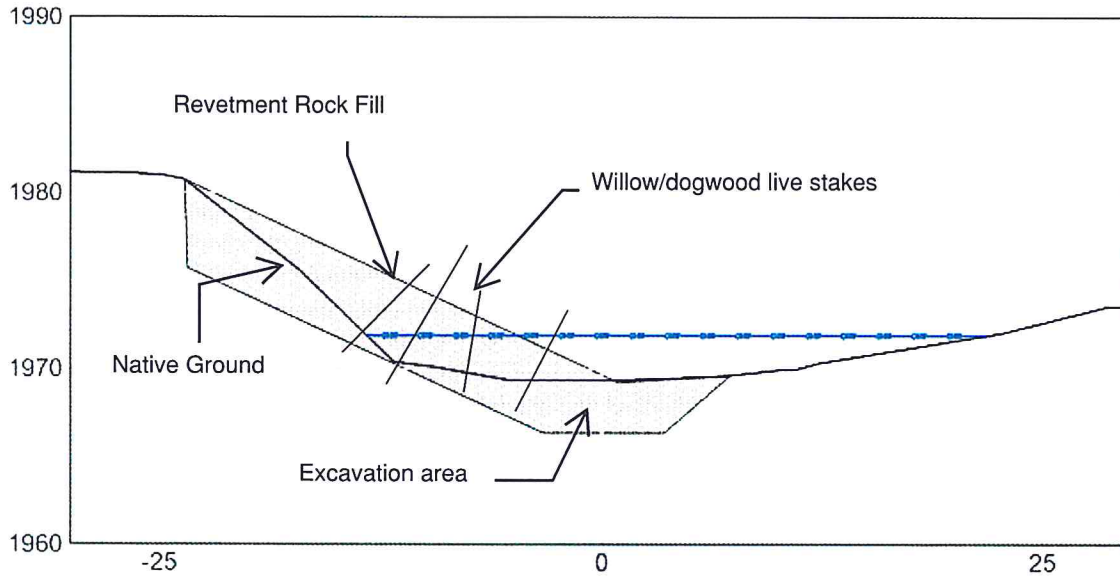 1990
Revetment Rock Fill
Willow/dogwood live stakes
1980
Native Ground
1970
Excavation area
1960
-25
0
25